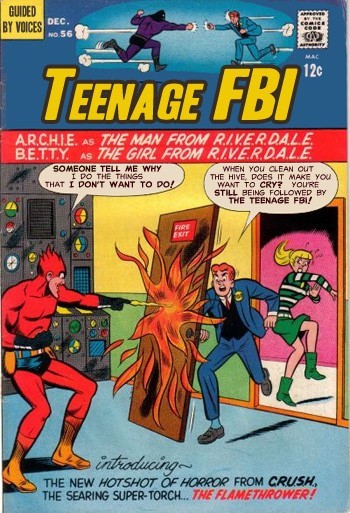 GUIDED
BY VOICES
DEC.
NO.56
APPROVED
BY THE
COMICS
CODE
AUTHORITY
MAC
12¢
TEENAGE FBI
A.R.C.H.I.E. AS THE MAN FROM R.I.V.E.R.D.A.L.E.
B.E.T.T.Y. AS THE GIRL FROM R.I.V.E.R.D.A.L.E.
SOMEONE TELL ME WHY
I DO THE THINGS
THAT I DON'T WANT TO DO!
WHEN YOU CLEAN OUT
THE HIVE, DOES IT MAKE YOU
WANT TO CRY? YOU'RE
STILL BEING FOLLOWED BY
THE TEENAGE FBI!
FIRE
EXIT
introducing~
THE NEW HOTSHOT OF HORROR FROM C.R.U.S.H.,
THE SEARING SUPER-TORCH... THE FLAMETHROWER!